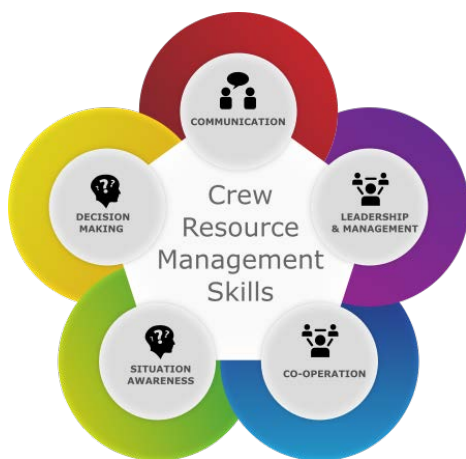 COMMUNICATION
Crew
Resource
Management
Skills
LEADERSHIP
& MANAGEMENT
CO-OPERATION
SITUATION
AWARENESS
DECISION
MAKING
???
???